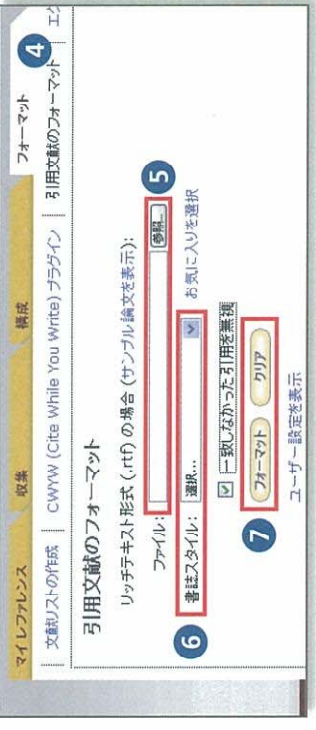 マイ レファレンス 収集 構成 フォーマット
4
文献リストの作成 CWYW (Cite While You Write) プラグイン 引用文献のフォーマット エク
引用文献のフォーマット
リッチテキスト形式 (.rtf) の場合 (サンプル論文を表示):
ファイル: 参照... 5
6 書誌スタイル: 選択... お気に入りを選択
一致しなかった引用を無視
7 フォーマット クリア
ユーザー設定を表示